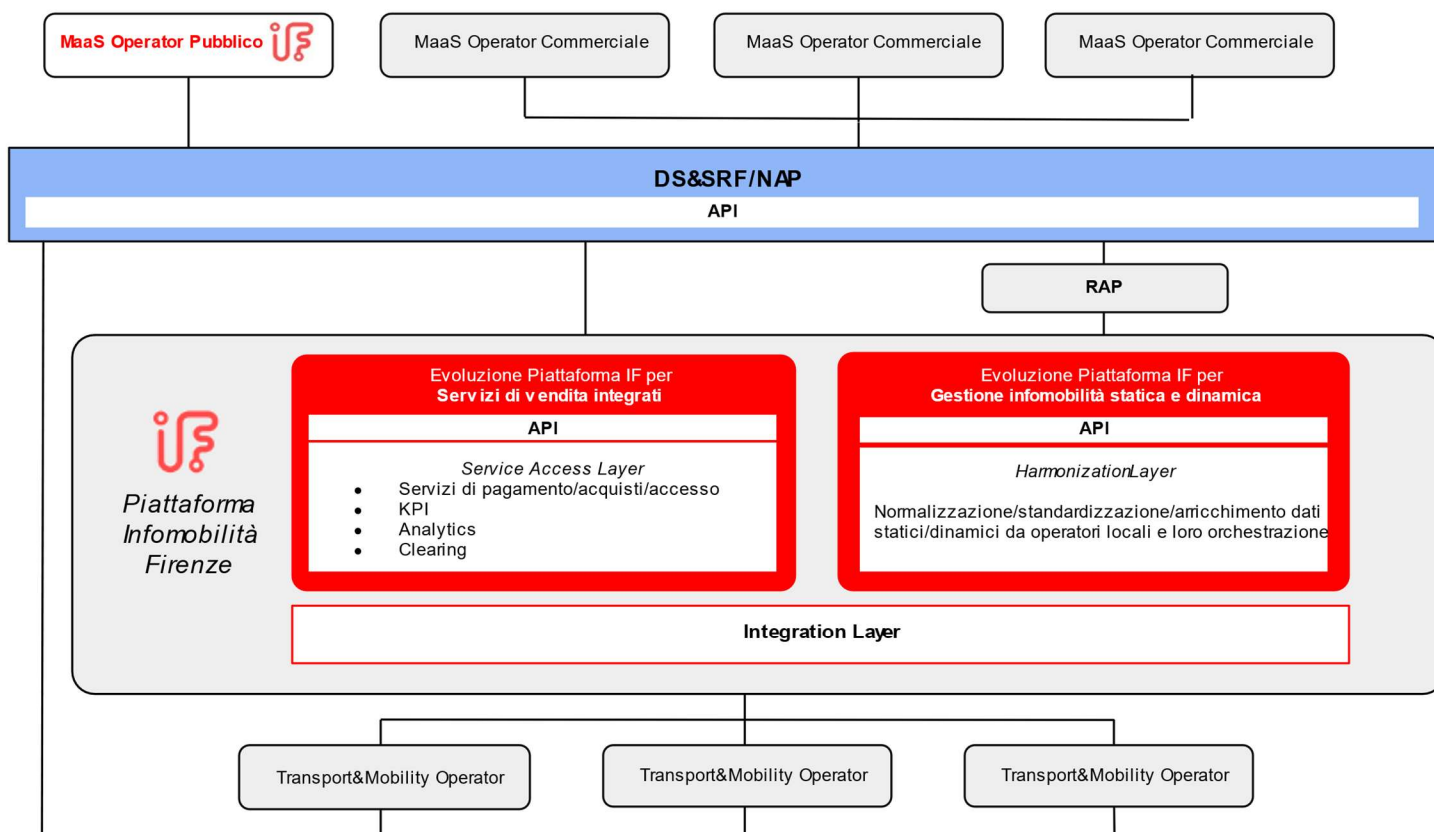 MaaS Operator Pubblico
MaaS Operator Commerciale
MaaS Operator Commerciale
MaaS Operator Commerciale
DS&SRF/NAP
API
RAP
Piattaforma
Infomobilità
Firenze
Evoluzione Piattaforma IF per
Servizi di vendita integrati
API
Service Access Layer
• Servizi di pagamento/acquisti/accesso
• KPI
• Analytics
• Clearing
Evoluzione Piattaforma IF per
Gestione infomobilità statica e dinamica
API
HarmonizationLayer
Normalizzazione/standardizzazione/arricchimento dati
statici/dinamici da operatori locali e loro orchestrazione
Integration Layer
Transport&Mobility Operator
Transport&Mobility Operator
Transport&Mobility Operator